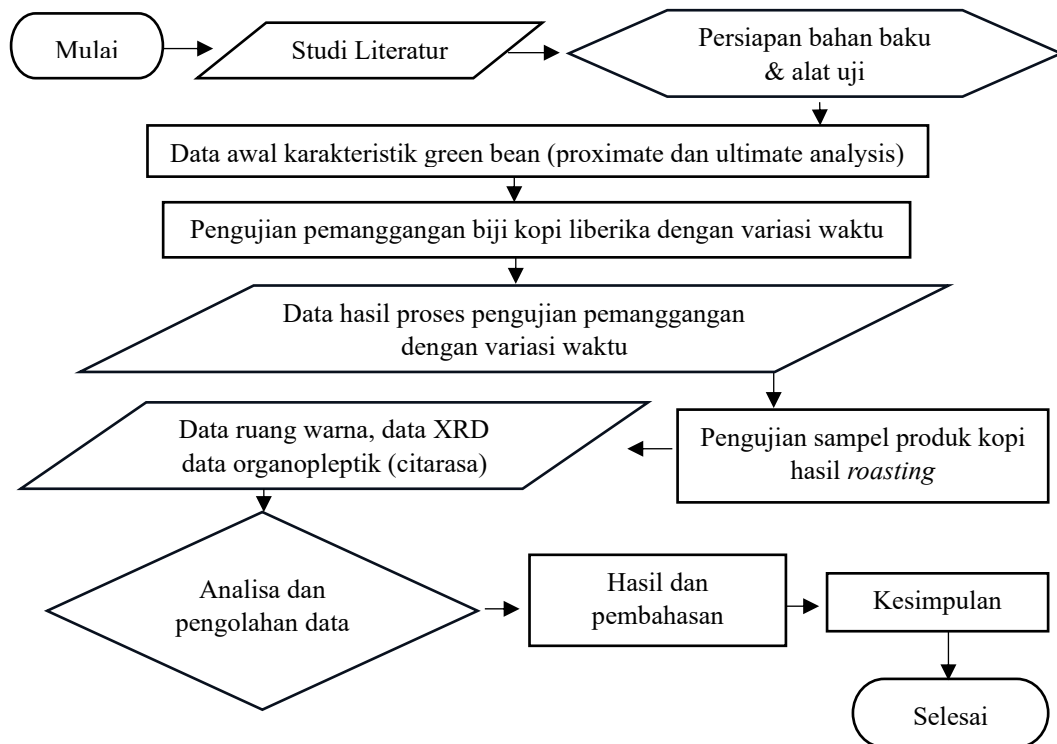 Mulai
Studi Literatur
Persiapan bahan baku
& alat uji
Data awal karakteristik green bean (proximate dan ultimate analysis)
Pengujian pemanggangan biji kopi liberika dengan variasi waktu
Data hasil proses pengujian pemanggangan
dengan variasi waktu
Pengujian sampel produk kopi
hasil roasting
Data ruang warna, data XRD
data organopleptik (citarasa)
Analisa dan
pengolahan data
Hasil dan
pembahasan
Kesimpulan
Selesai